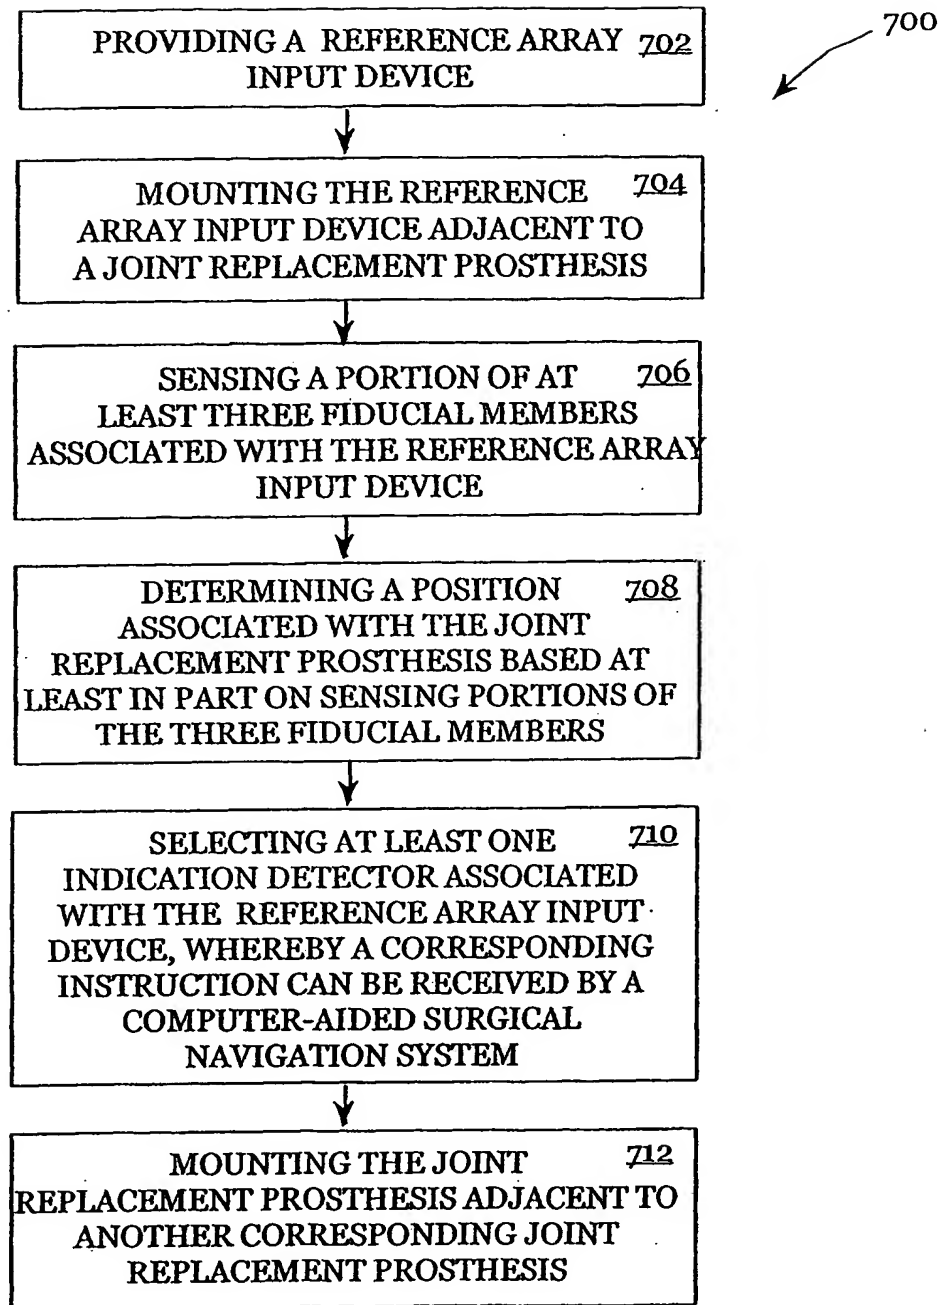 700
PROVIDING A REFERENCE ARRAY 702
INPUT DEVICE
704
MOUNTING THE REFERENCE
ARRAY INPUT DEVICE ADJACENT TO
A JOINT REPLACEMENT PROSTHESIS
SENSING A PORTION OF AT 706
LEAST THREE FIDUCIAL MEMBERS
ASSOCIATED WITH THE REFERENCE ARRAY
INPUT DEVICE
DETERMINING A POSITION 708
ASSOCIATED WITH THE JOINT
REPLACEMENT PROSTHESIS BASED AT
LEAST IN PART ON SENSING PORTIONS OF
THE THREE FIDUCIAL MEMBERS
SELECTING AT LEAST ONE 710
INDICATION DETECTOR ASSOCIATED
WITH THE REFERENCE ARRAY INPUT
DEVICE, WHEREBY A CORRESPONDING
INSTRUCTION CAN BE RECEIVED BY A
COMPUTER-AIDED SURGICAL
NAVIGATION SYSTEM
MOUNTING THE JOINT 712
REPLACEMENT PROSTHESIS ADJACENT TO
ANOTHER CORRESPONDING JOINT
REPLACEMENT PROSTHESIS